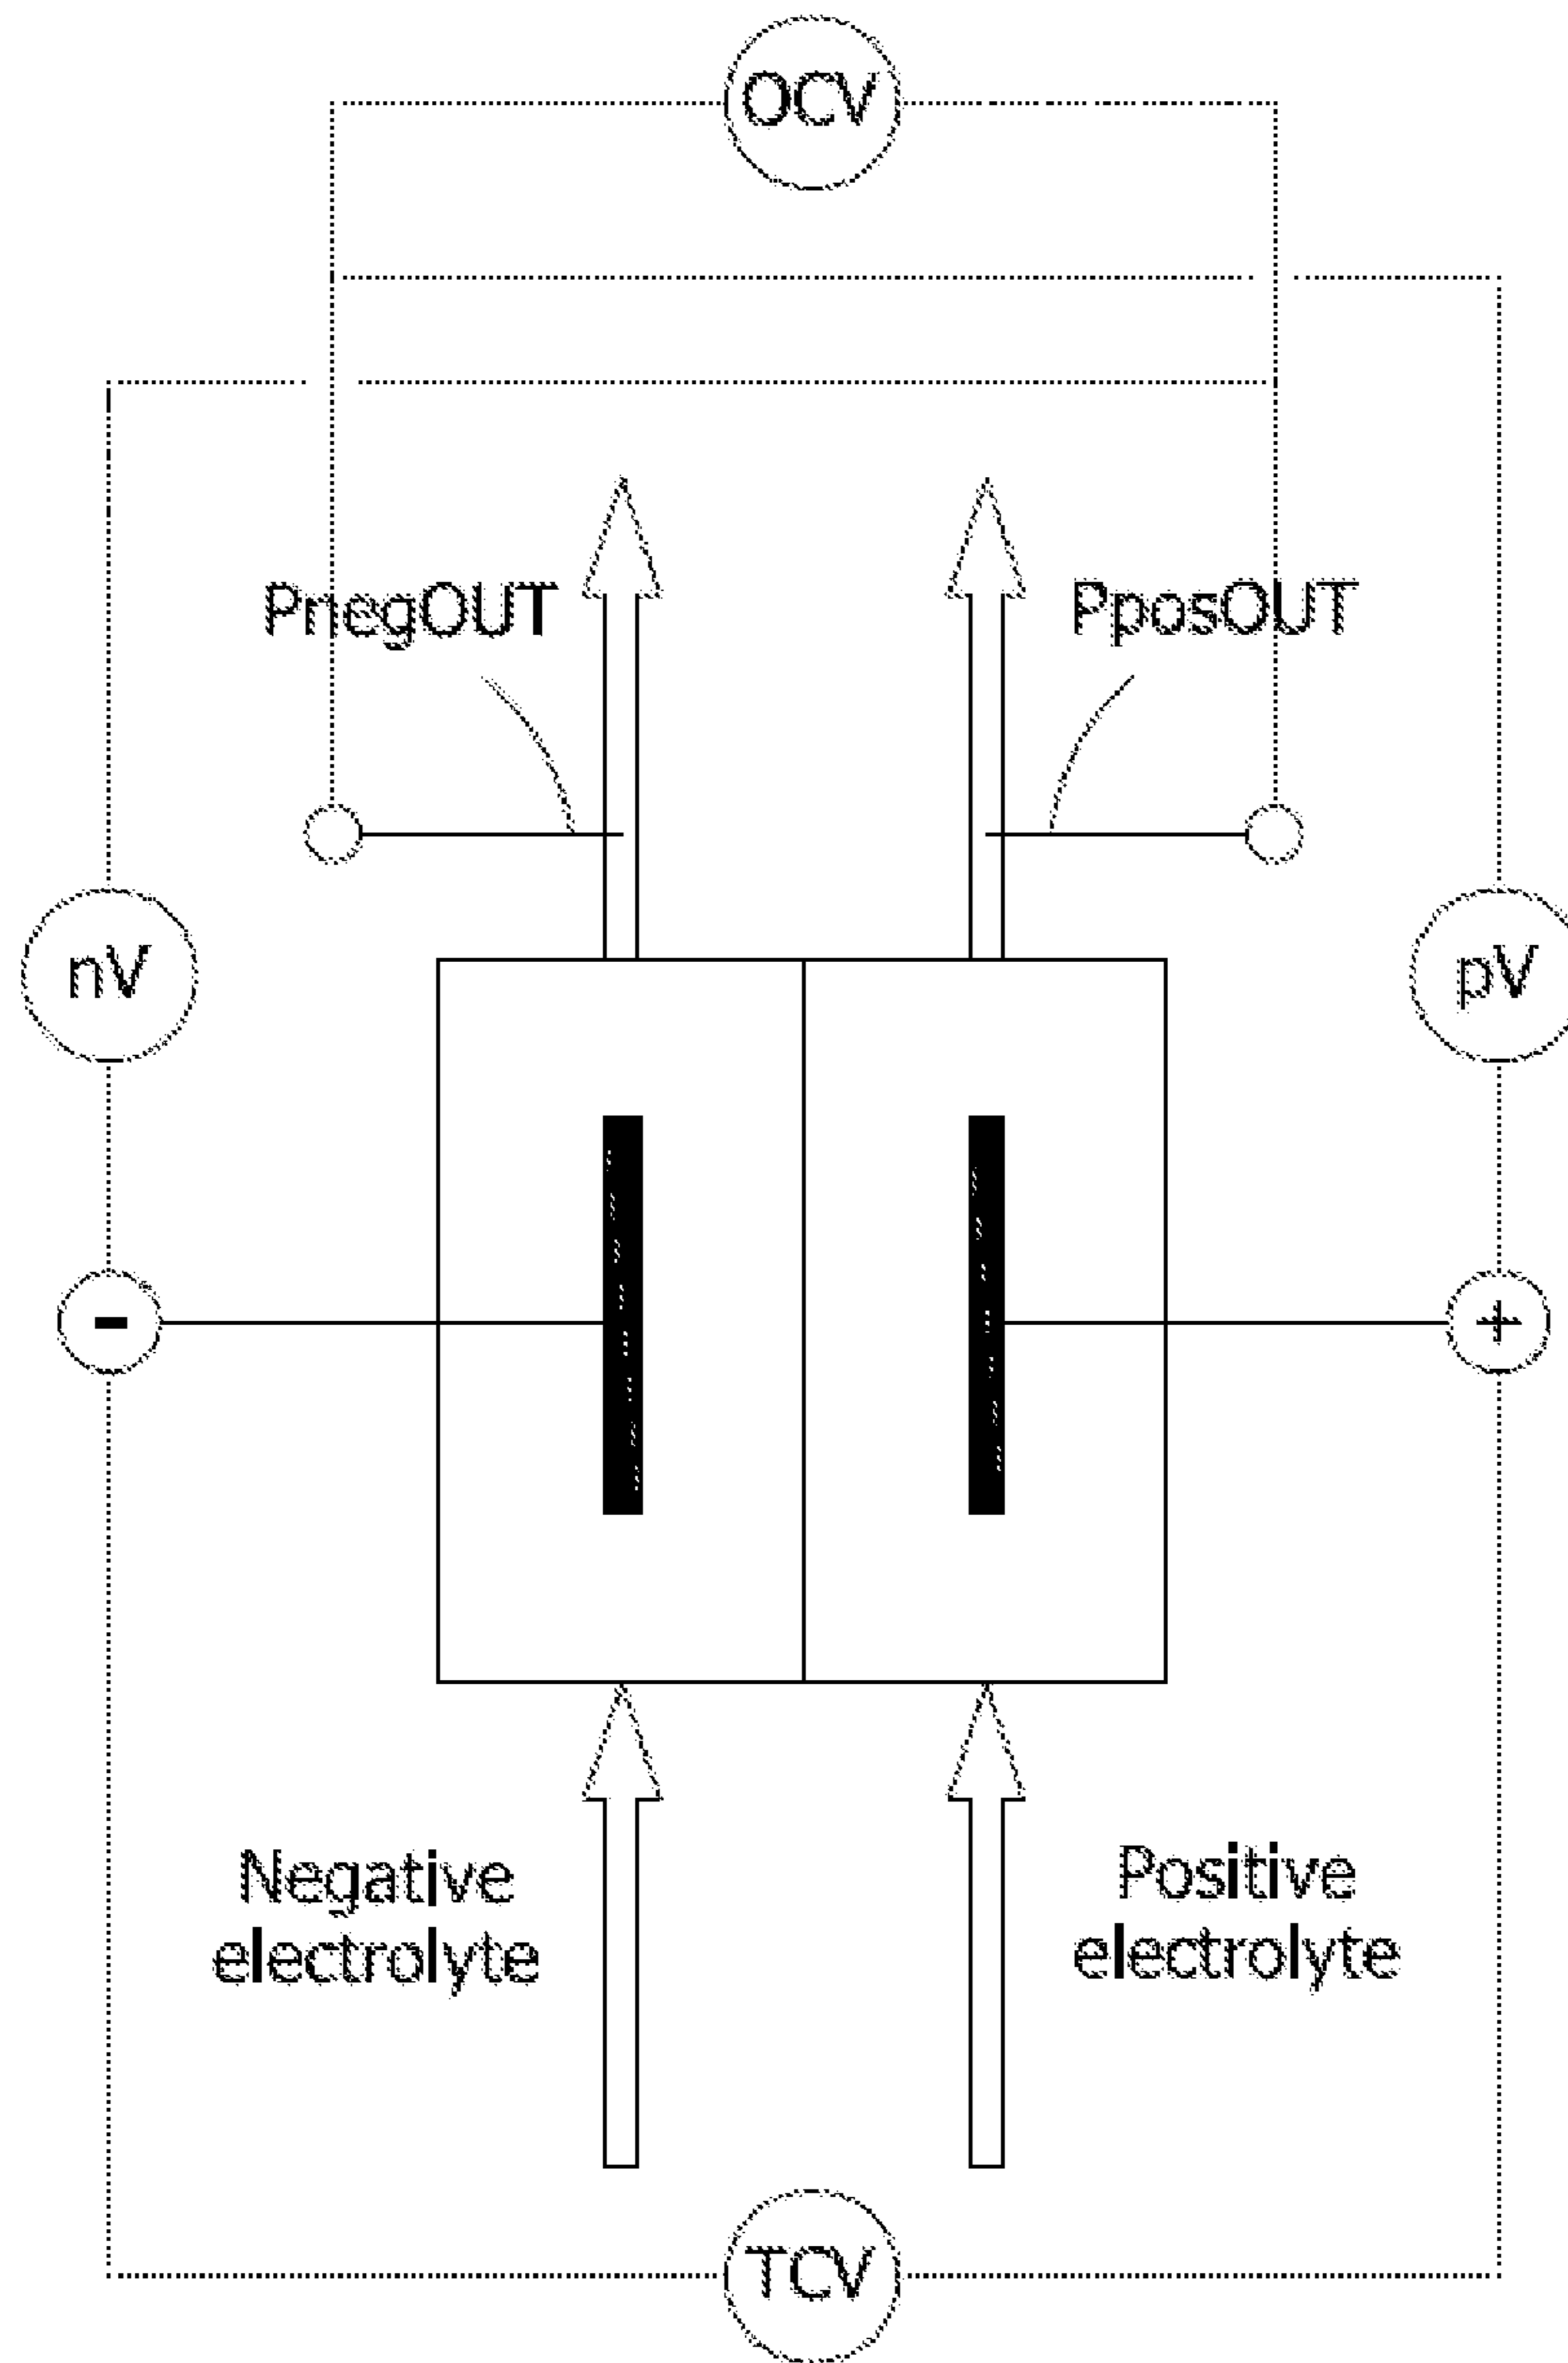 OCV
PnegOUT
PposOUT
nV
pV
-
+
Negative
electrolyte
Positive
electrolyte
TCV